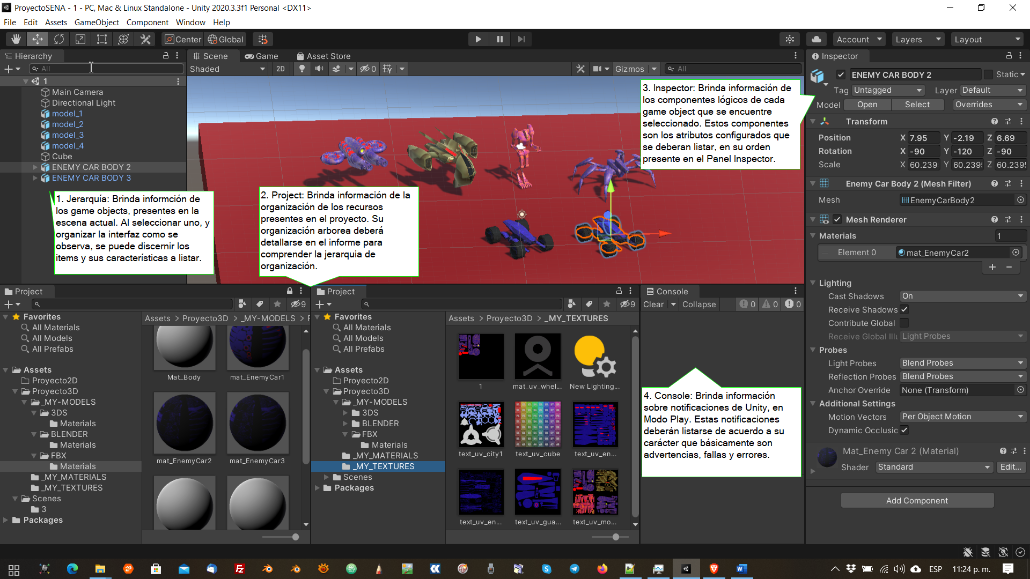 ProyectoSENA - 1 - PC, Mac & Linux Standalone - Unity 2020.3.3f1 Personal <DX11>
File Edit Assets GameObject Component Window Help
Center Global
Account Layers Layout
Hierarchy
All
1
Main Camera
Directional Light
model_1
model_2
model_3
model_4
Cube
ENEMY CAR BODY 2
ENEMY CAR BODY 3
1. Jerarquia: Brinda informción de
los game objects, presentes en la
escena actual. Al seleccionar uno, y
organizar la interfaz como se
observa, se puede discernir los
items y sus características a listar.
Scene Game Asset Store
Shaded 2D 0 Gizmos All
2. Project: Brinda información de la
organización de los recursos
presentes en el proyecto. Su
organización arborea deberá
detallarse en el informe para
comprender la jerarquia de
organización.
3. Inspector: Brinda información de
los componentes lógicos de cada
game object que se encuentre
seleccionado. Estos componentes
son los atributos configurados que
se deberan listar, en su orden
presente en el Panel Inspector.
Project
9
Favorites
All Materials
All Models
All Prefabs
Assets
Proyecto2D
Proyecto3D
_MY-MODELS
3DS
Materials
BLENDER
Materials
FBX
Materials
_MY_MATERIALS
_MY_TEXTURES
Scenes
3
Packages
Assets > Proyecto3D > _MY-MODELS > F
Mat_Body mat_EnemyCar1
mat_EnemyCar2 mat_EnemyCar3
Project
9
Favorites
All Materials
All Models
All Prefabs
Assets
Proyecto2D
Proyecto3D
_MY-MODELS
3DS
BLENDER
FBX
Materials
_MY_MATERIALS
_MY_TEXTURES
Scenes
Packages
Assets > Proyecto3D > _MY_TEXTURES
1 mat_uv_whel... New Lighting...
text_uv_city1 text_uv_cube text_uv_en...
text_uv_en... text_uv_gua... text_uv_mo...
Console
Clear Collapse 0 0 0
4. Console: Brinda información
sobre notificaciones de Unity, en
Modo Play. Estas notificaciones
deberán listarse de acuerdo a su
carácter que básicamente son
advertencias, fallas y errores.
Inspector
ENEMY CAR BODY 2 Static
Tag Untagged Layer Default
Model Open Select Overrides
Transform
Position X 7.95 Y -2.19 Z 6.69
Rotation X -90 Y -120 Z -90
Scale X 60.239 Y 60.239 Z 60.239
Enemy Car Body 2 (Mesh Filter)
Mesh EnemyCarBody2
Mesh Renderer
Materials 1
Element 0 mat_EnemyCar2
Lighting
Cast Shadows On
Receive Shadows
Contribute Global
Receive Global Illu Light Probes
Probes
Light Probes Blend Probes
Reflection Probes Blend Probes
Anchor Override None (Transform)
Additional Settings
Motion Vectors Per Object Motion
Dynamic Occlusic
Mat_Enemy Car 2 (Material)
Shader Standard Edit...
Add Component
ESP 11:24 p. m.